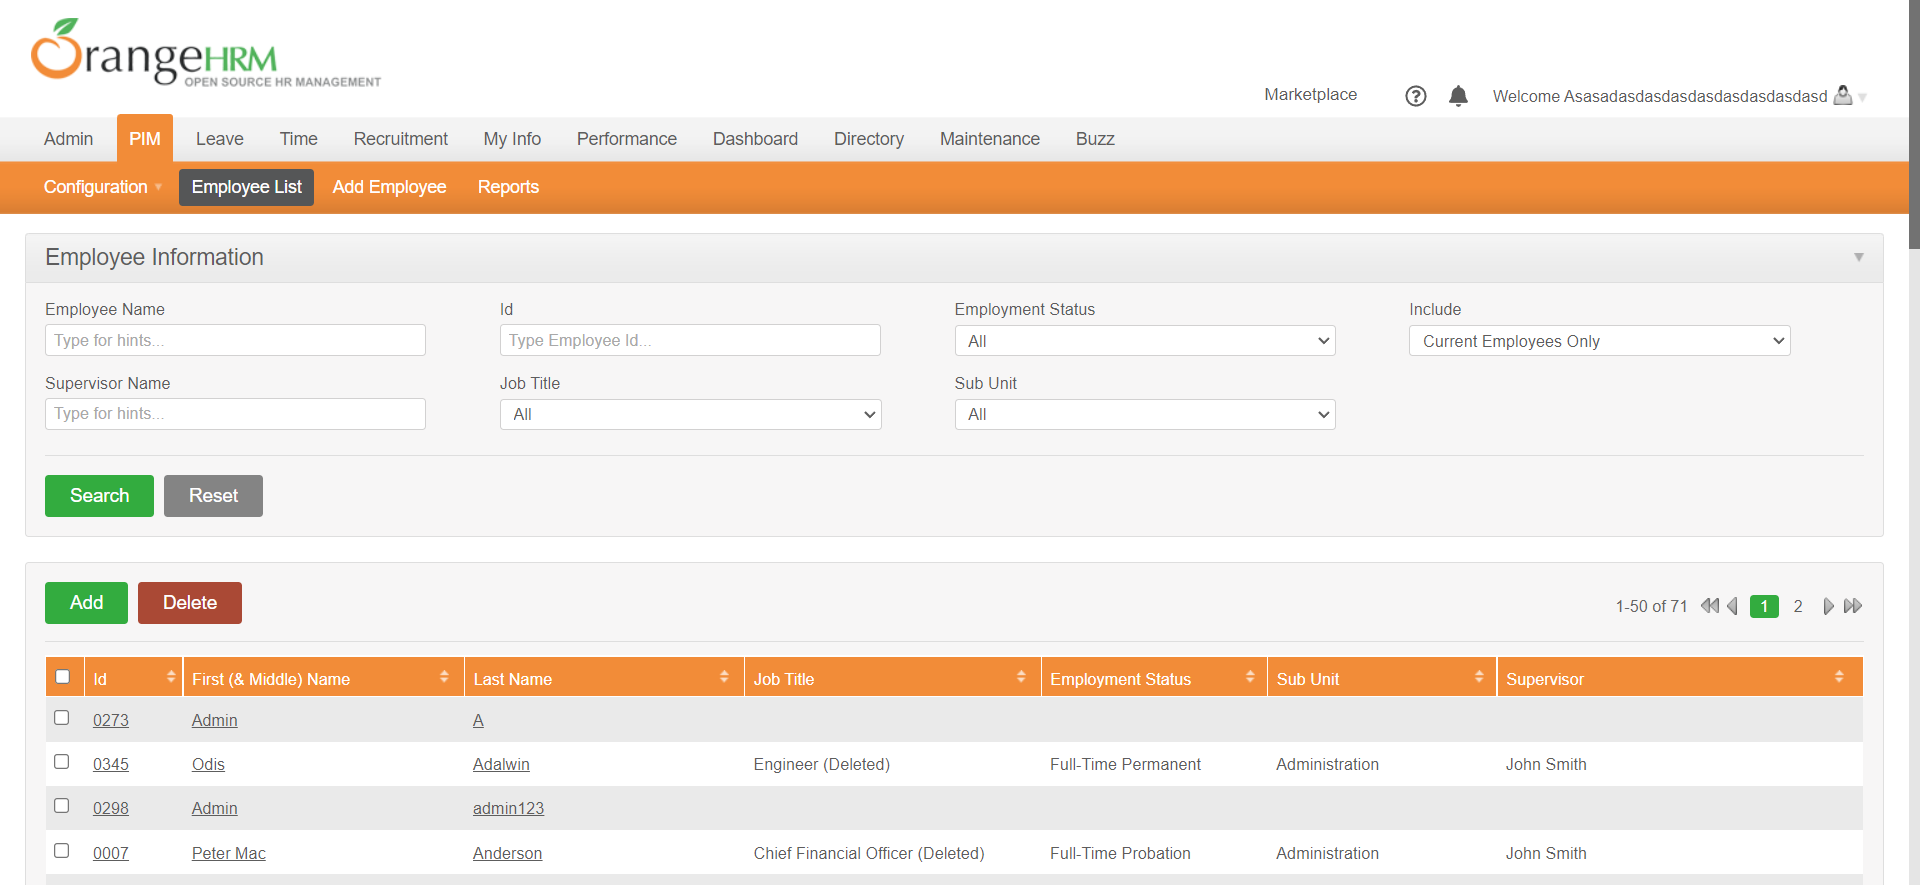 OrangeHRM
OPEN SOURCE HR MANAGEMENT
Marketplace
?
Welcome Asasadasdasdasdasdasdasdasd
Admin PIM Leave Time Recruitment My Info Performance Dashboard Directory Maintenance Buzz
Configuration Employee List Add Employee Reports
Employee Information
Employee Name Id Employment Status Include
Type for hints... Type Employee Id... All Current Employees Only
Supervisor Name Job Title Sub Unit
Type for hints... All All
Search Reset
Add Delete 1-50 of 71 1 2
Id First (& Middle) Name Last Name Job Title Employment Status Sub Unit Supervisor
0273 Admin A
0345 Odis Adalwin Engineer (Deleted) Full-Time Permanent Administration John Smith
0298 Admin admin123
0007 Peter Mac Anderson Chief Financial Officer (Deleted) Full-Time Probation Administration John Smith